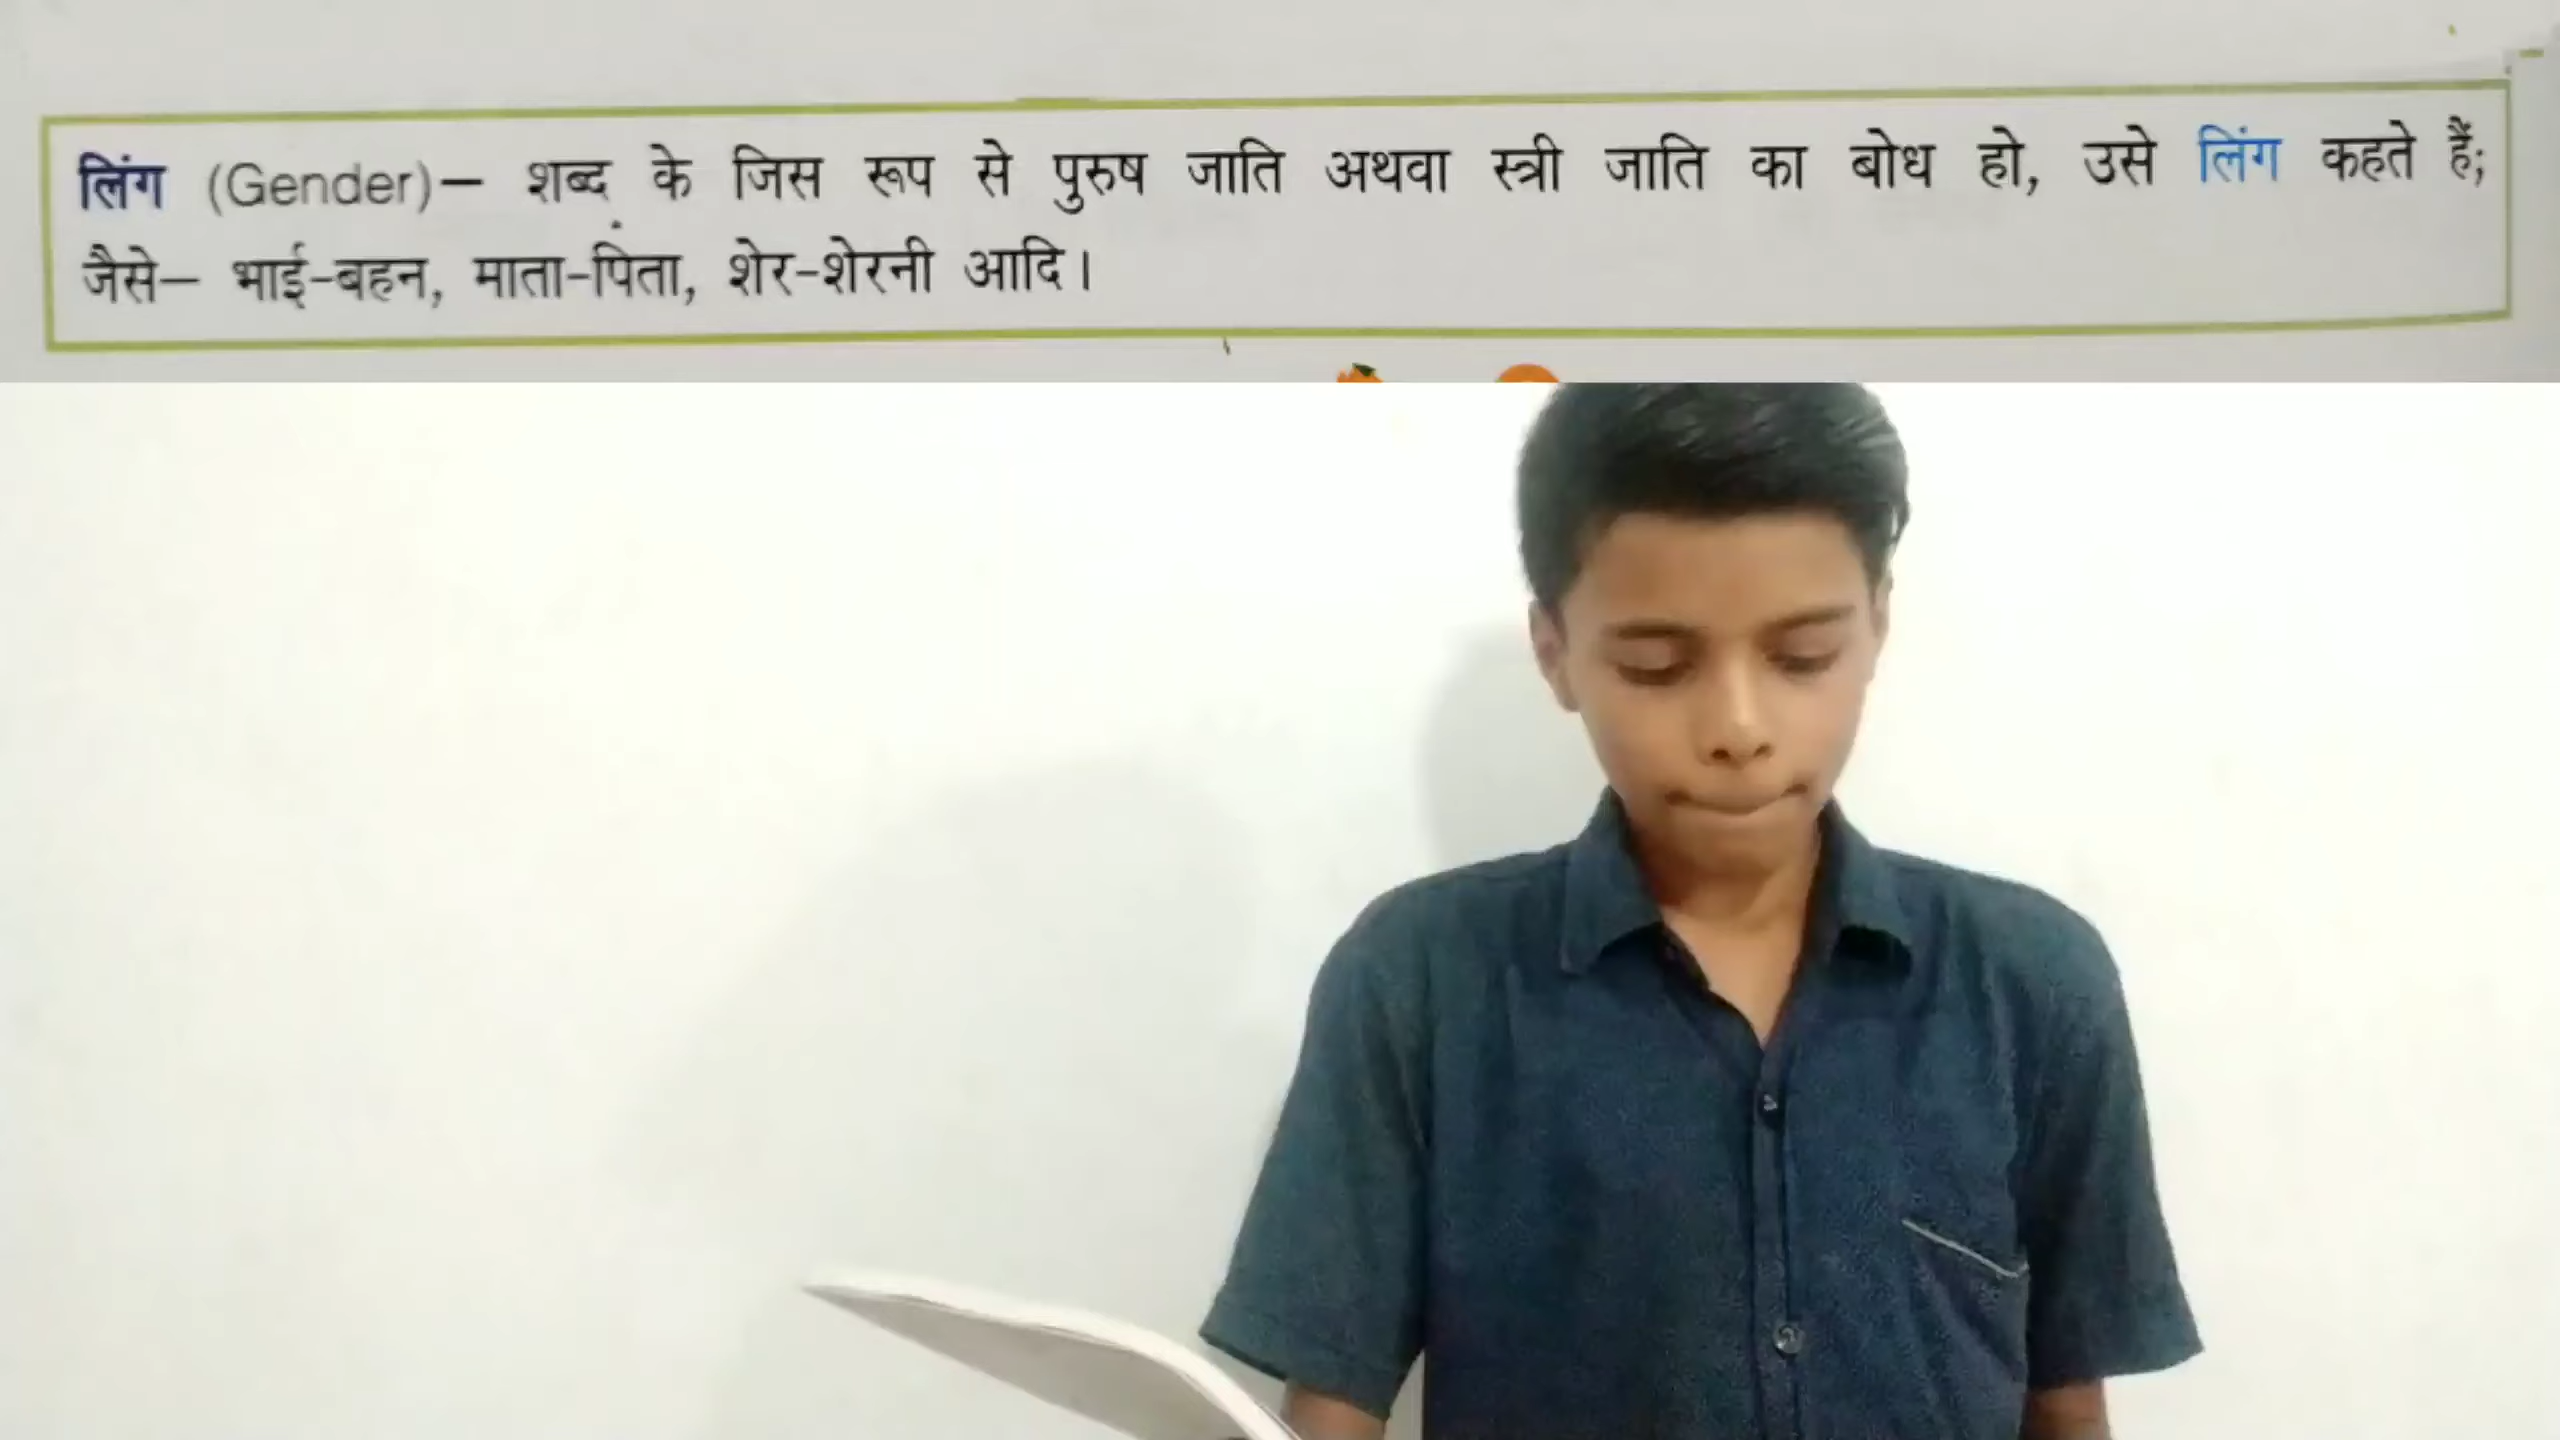 लिंग (Gender)— शब्द के जिस रूप से पुरुष जाति अथवा स्त्री जाति का बोध हो, उसे लिंग कहते हैं;
जैसे— भाई-बहन, माता-पिता, शेर-शेरनी आदि।